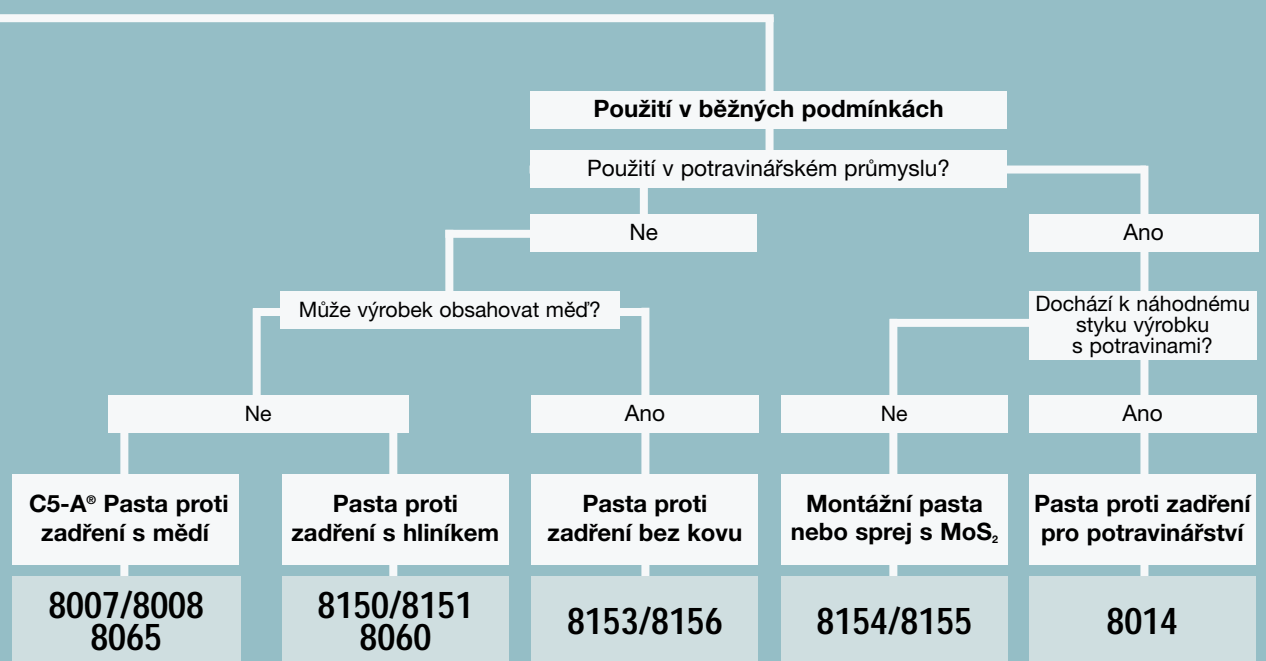 Použití v běžných podmínkách
Použití v potravinářském průmyslu?
Ne
Ano
Může výrobek obsahovat měď?
Dochází k náhodnému
styku výrobku
s potravinami?
Ne
Ano
Ne
Ano
C5-A® Pasta proti
zadření s mědí
Pasta proti
zadření s hliníkem
Pasta proti
zadření bez kovu
Montážní pasta
nebo sprej s MoS₂
Pasta proti zadření
pro potravinářství
8007/8008
8065
8150/8151
8060
8153/8156
8154/8155
8014